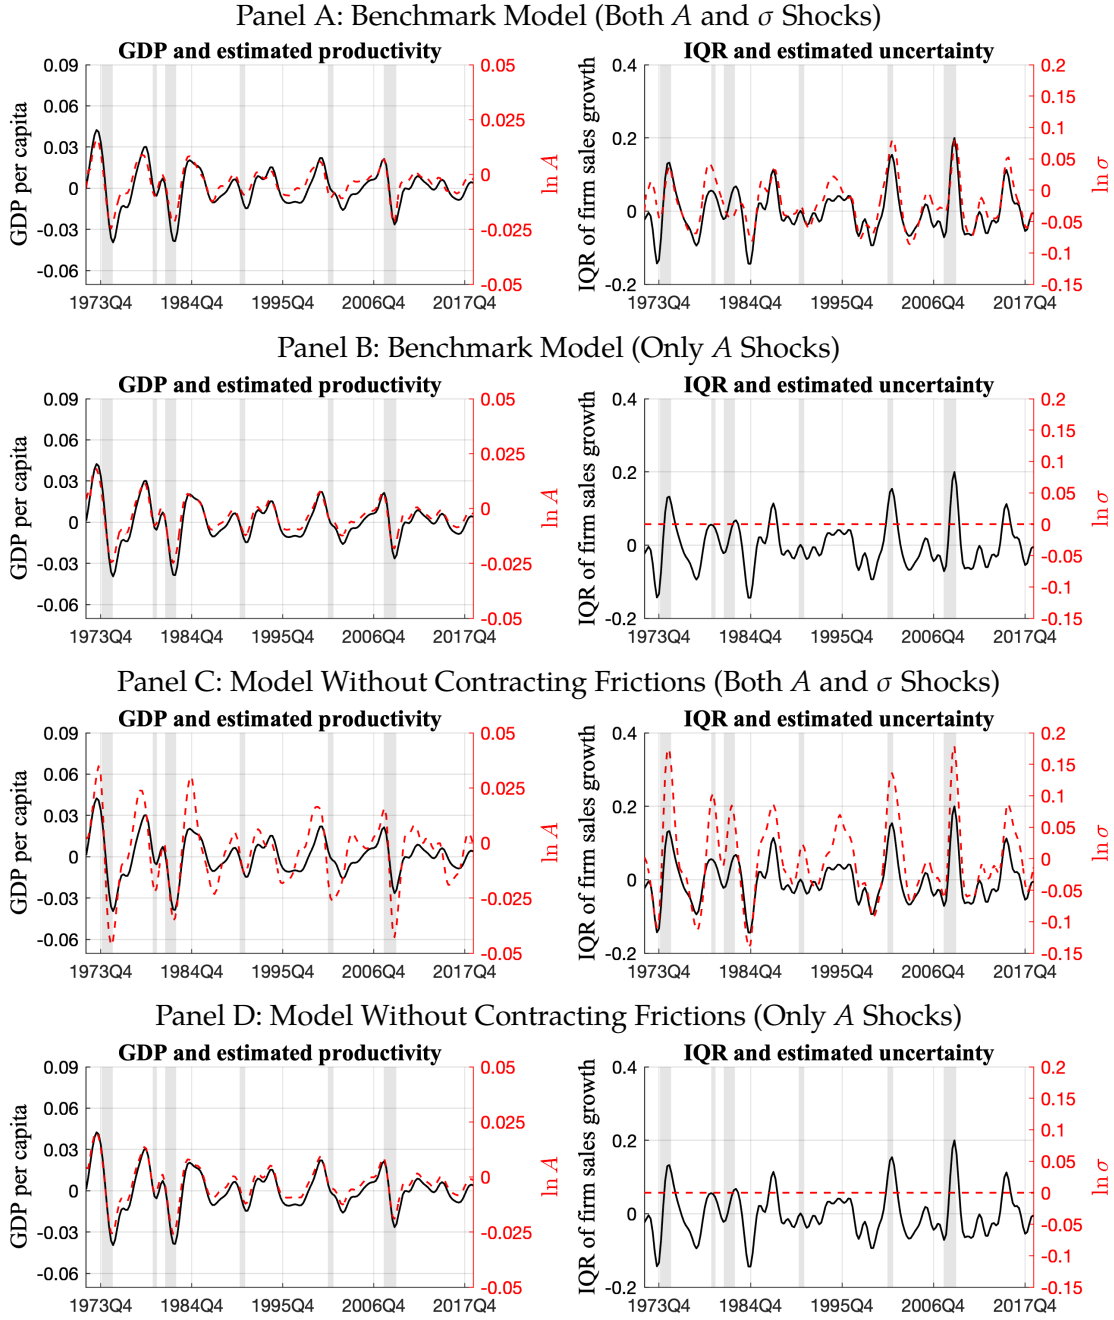 Panel A: Benchmark Model (Both A and σ Shocks)
GDP and estimated productivity
GDP per capita
0.09
0.06
0.03
0
-0.03
-0.06
0.05
0.025
0
-0.025
-0.05
ln A
1973Q4 1984Q4 1995Q4 2006Q4 2017Q4
IQR and estimated uncertainty
IQR of firm sales growth
0.4
0.2
0
-0.2
0.2
0.15
0.1
0.05
0
-0.05
-0.1
-0.15
ln σ
1973Q4 1984Q4 1995Q4 2006Q4 2017Q4
Panel B: Benchmark Model (Only A Shocks)
GDP and estimated productivity
GDP per capita
0.09
0.06
0.03
0
-0.03
-0.06
0.05
0.025
0
-0.025
-0.05
ln A
1973Q4 1984Q4 1995Q4 2006Q4 2017Q4
IQR and estimated uncertainty
IQR of firm sales growth
0.4
0.2
0
-0.2
0.2
0.15
0.1
0.05
0
-0.05
-0.1
-0.15
ln σ
1973Q4 1984Q4 1995Q4 2006Q4 2017Q4
Panel C: Model Without Contracting Frictions (Both A and σ Shocks)
GDP and estimated productivity
GDP per capita
0.09
0.06
0.03
0
-0.03
-0.06
0.05
0.025
0
-0.025
-0.05
ln A
1973Q4 1984Q4 1995Q4 2006Q4 2017Q4
IQR and estimated uncertainty
IQR of firm sales growth
0.4
0.2
0
-0.2
0.2
0.15
0.1
0.05
0
-0.05
-0.1
-0.15
ln σ
1973Q4 1984Q4 1995Q4 2006Q4 2017Q4
Panel D: Model Without Contracting Frictions (Only A Shocks)
GDP and estimated productivity
GDP per capita
0.09
0.06
0.03
0
-0.03
-0.06
0.05
0.025
0
-0.025
-0.05
ln A
1973Q4 1984Q4 1995Q4 2006Q4 2017Q4
IQR and estimated uncertainty
IQR of firm sales growth
0.4
0.2
0
-0.2
0.2
0.15
0.1
0.05
0
-0.05
-0.1
-0.15
ln σ
1973Q4 1984Q4 1995Q4 2006Q4 2017Q4